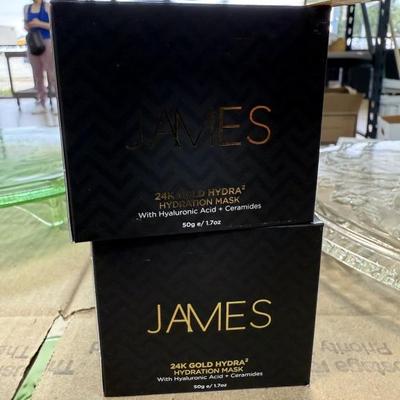 JAMES
24K GOLD HYDRA²
HYDRATION MASK
With Hyaluronic Acid + Ceramides
50g e/ 1.7oz
JAMES
24K GOLD HYDRA²
HYDRATION MASK
With Hyaluronic Acid + Ceramides
50g e/ 1.7oz
Priority